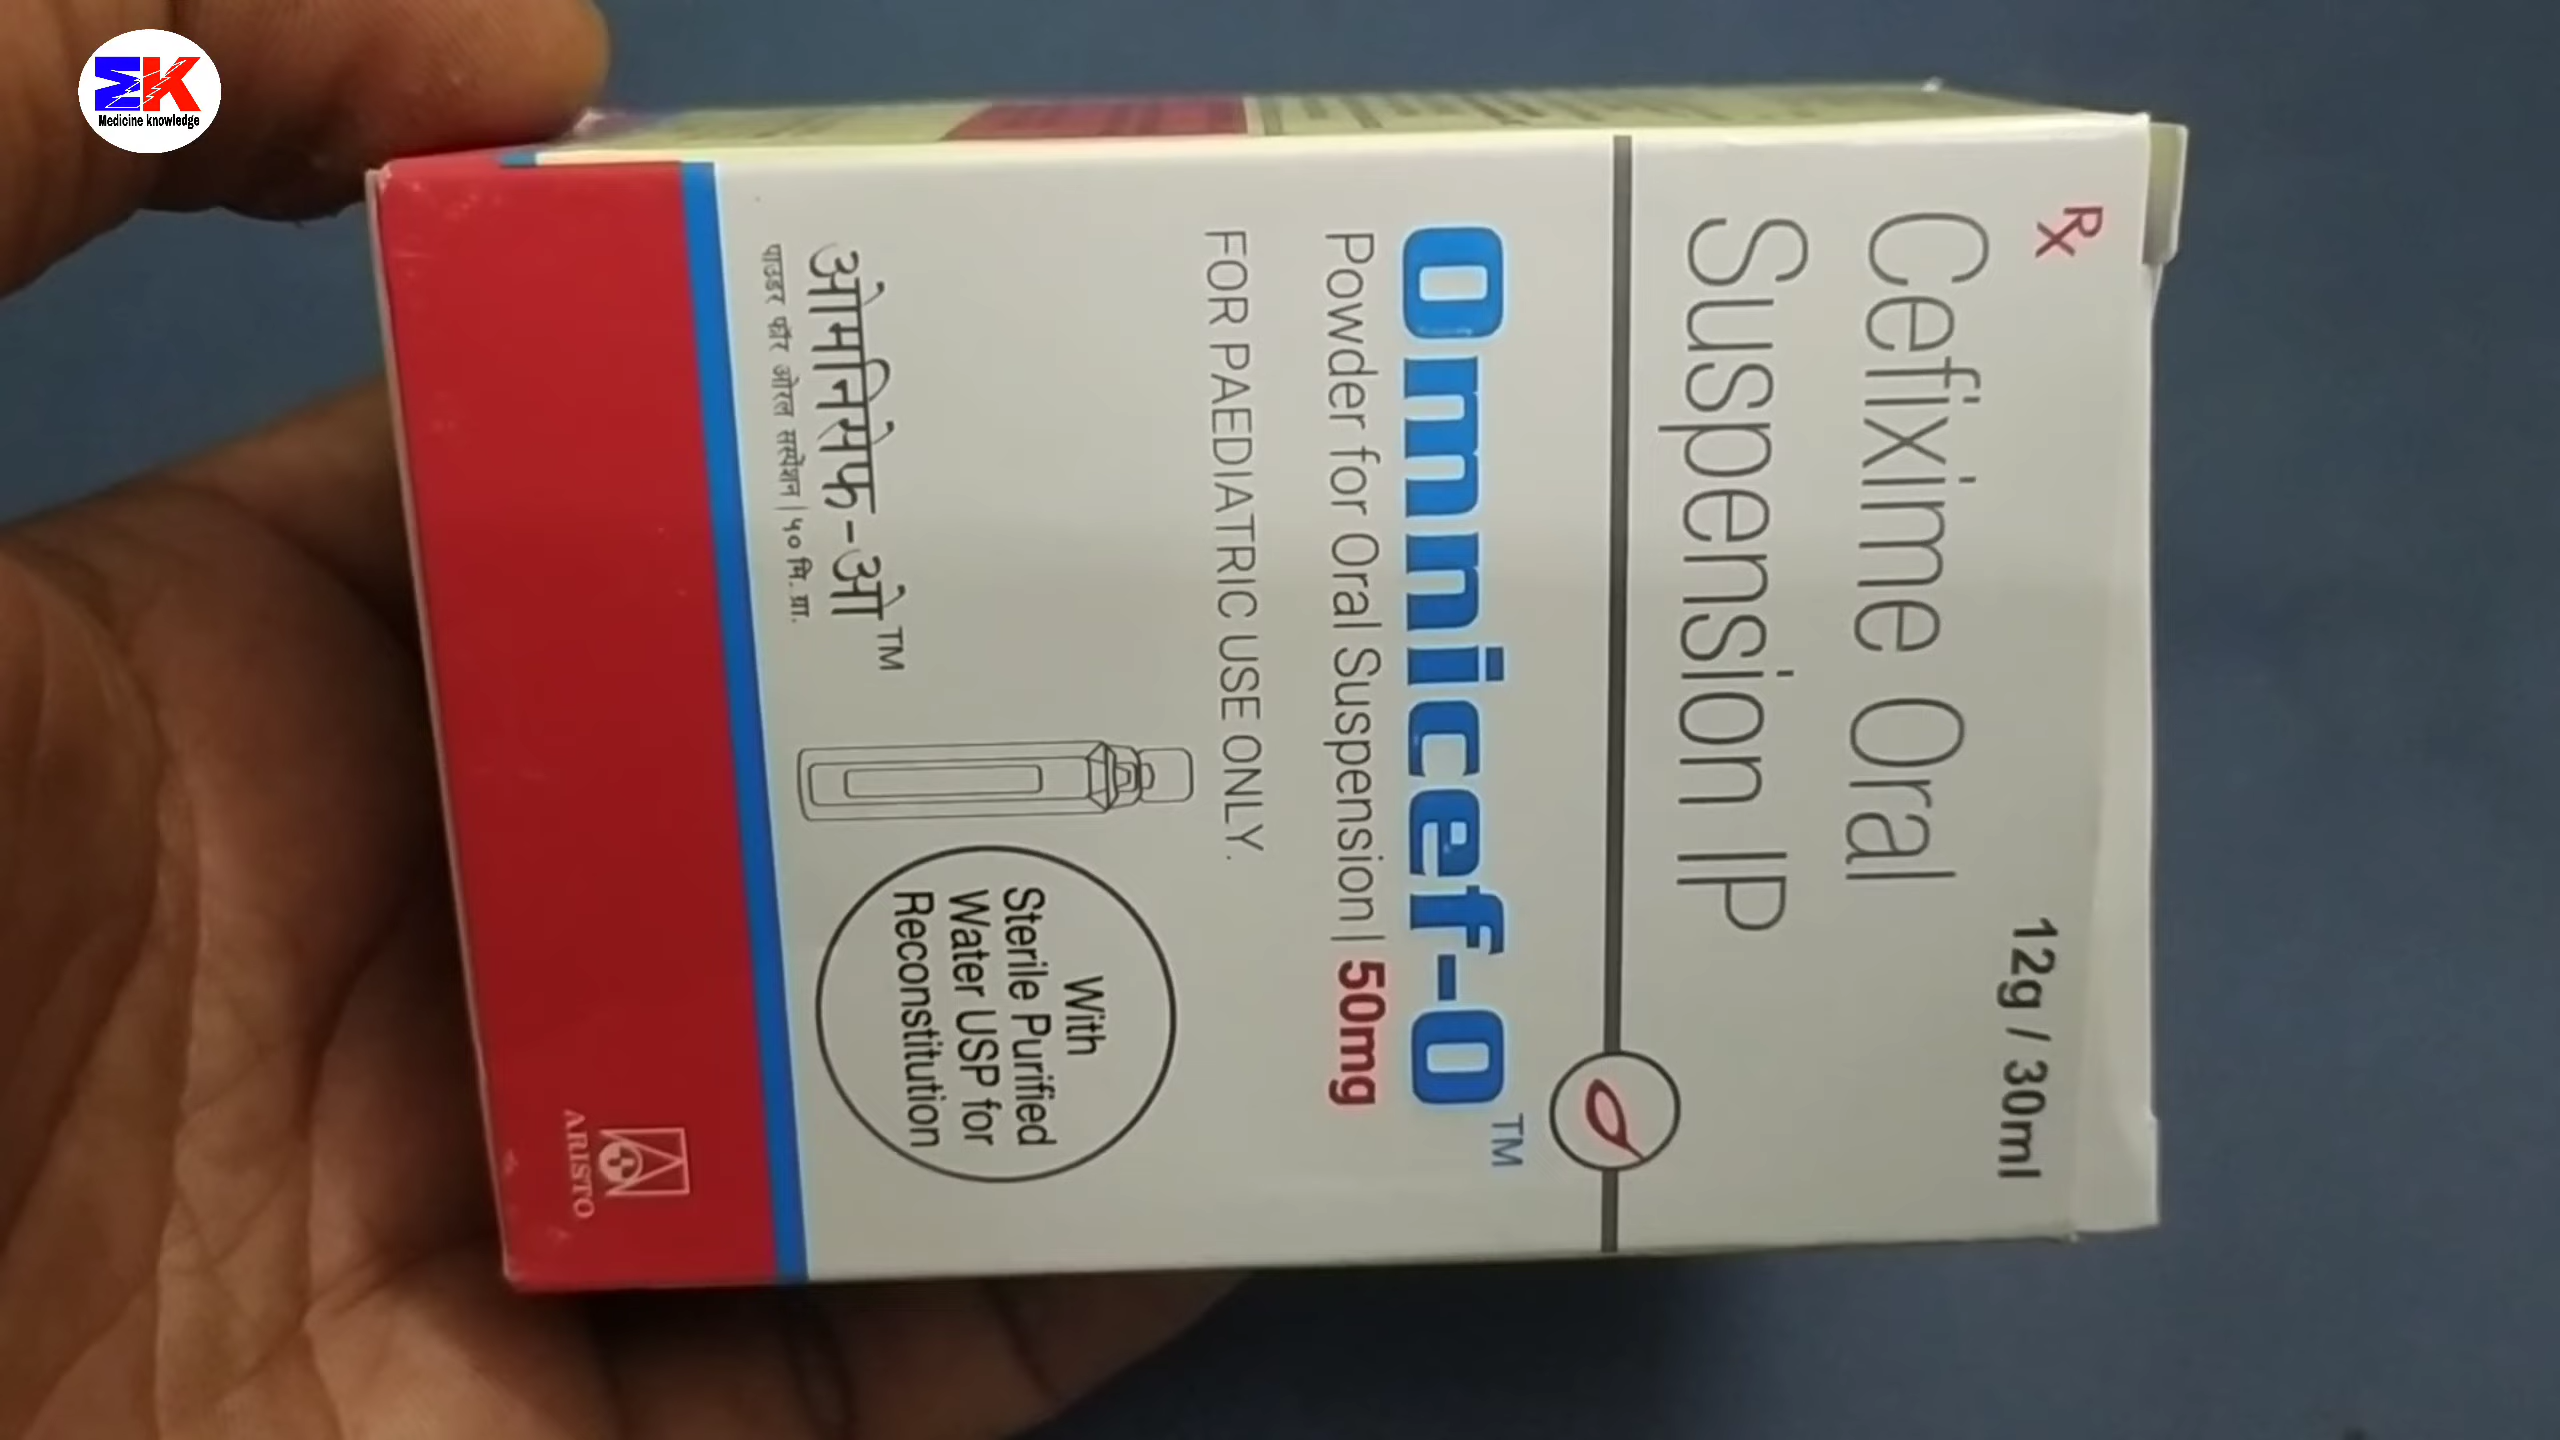 Medicine knowledge
Rx
12g / 30ml
Cefixime Oral
Suspension IP
Omnicef-O™
Powder for Oral Suspension | 50mg
FOR PAEDIATRIC USE ONLY.
With
Sterile Purified
Water USP for
Reconstitution
ओमनिसेफ-ओ™
पाउडर फॉर ओरल सस्पेंशन | ५० मि. ग्रा.
ARISTO